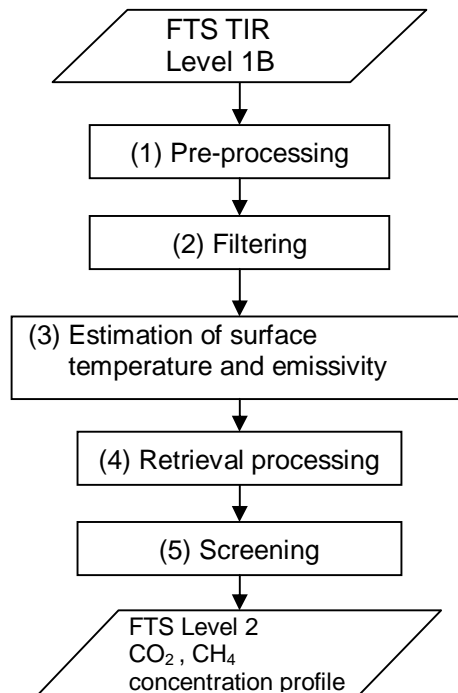 FTS TIR
Level 1B
(1) Pre-processing
(2) Filtering
(3) Estimation of surface
temperature and emissivity
(4) Retrieval processing
(5) Screening
FTS Level 2
CO₂ , CH₄
concentration profile